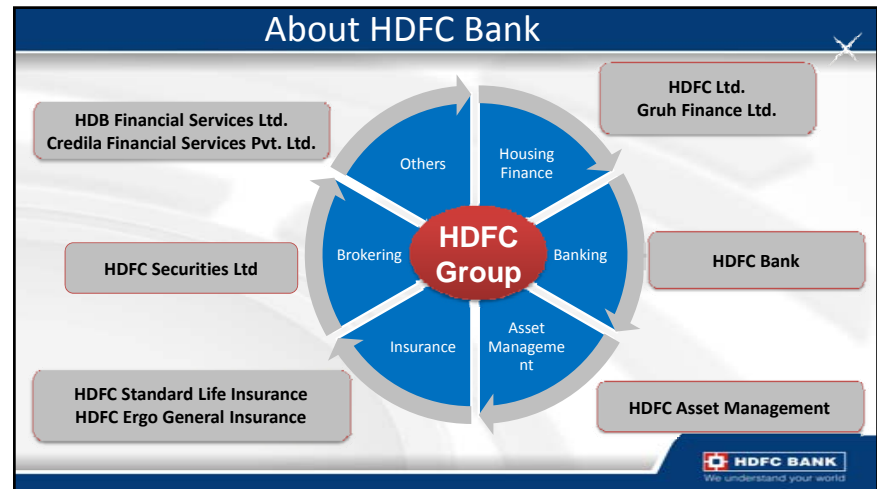 About HDFC Bank
HDFC Ltd.
Gruh Finance Ltd.
HDB Financial Services Ltd.
Credila Financial Services Pvt. Ltd.
Others
Housing
Finance
HDFC
Group
Brokering
Banking
HDFC Securities Ltd
HDFC Bank
Insurance
Asset
Manageme
nt
HDFC Standard Life Insurance
HDFC Ergo General Insurance
HDFC Asset Management
HDFC BANK
We understand your world